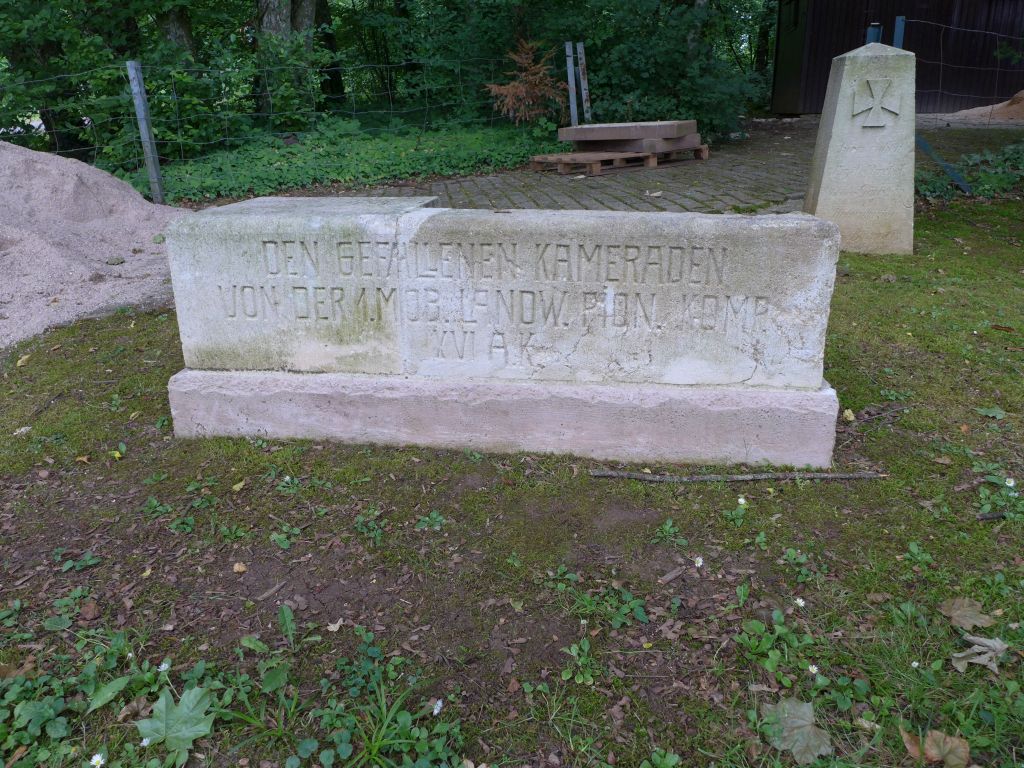 DEN GEFALLENEN KAMERADEN
VON DER 1. MOB. LANDW. PION. KOMP.
XVI A K